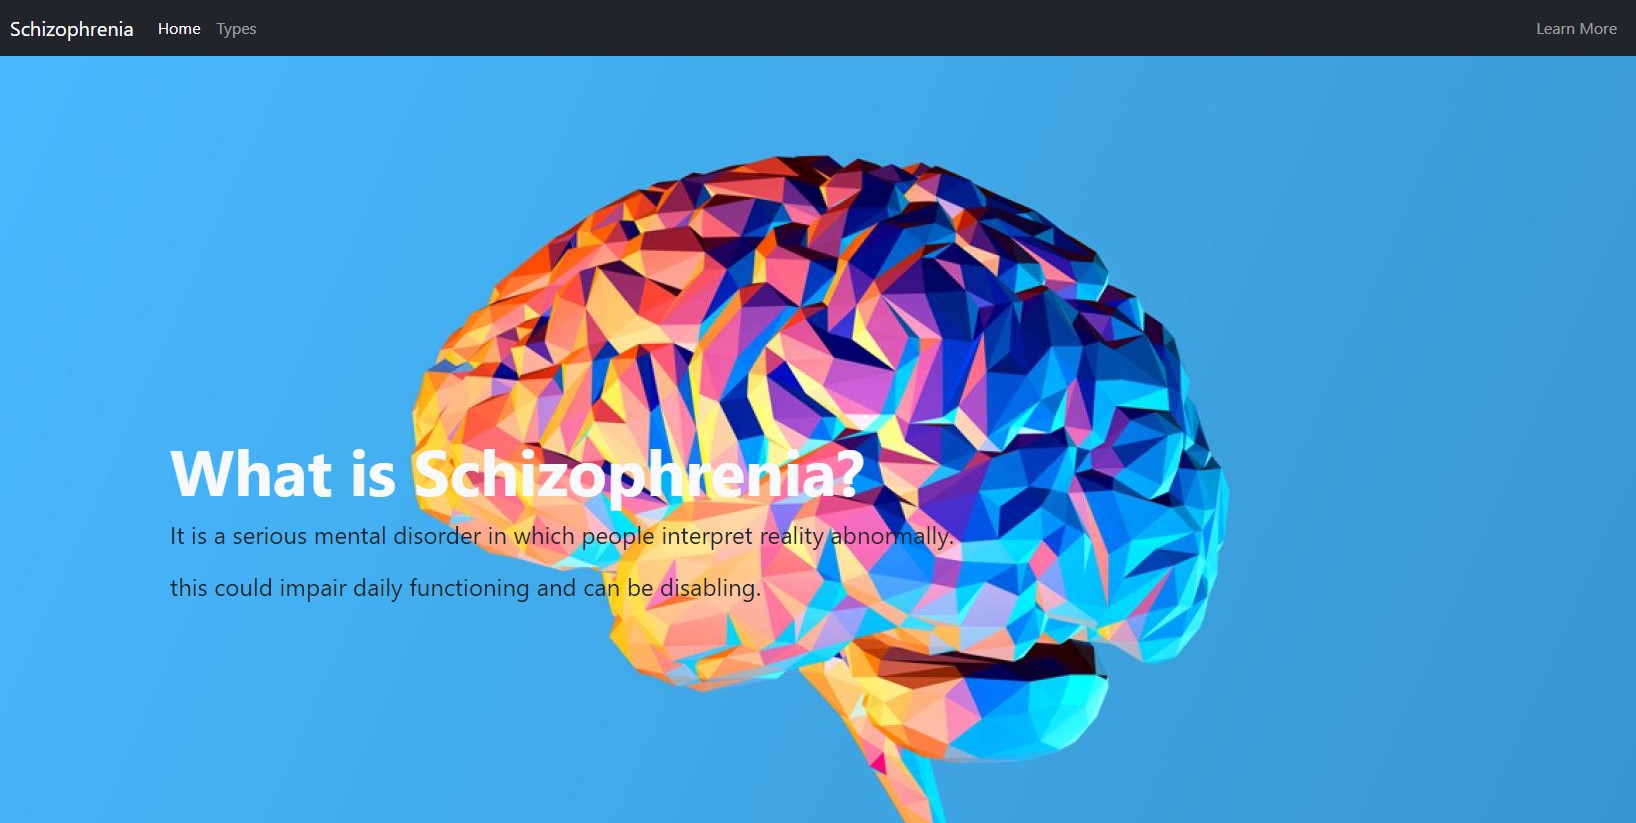 Schizophrenia Home Types Learn More
What is Schizophrenia?
It is a serious mental disorder in which people interpret reality abnormally.
this could impair daily functioning and can be disabling.